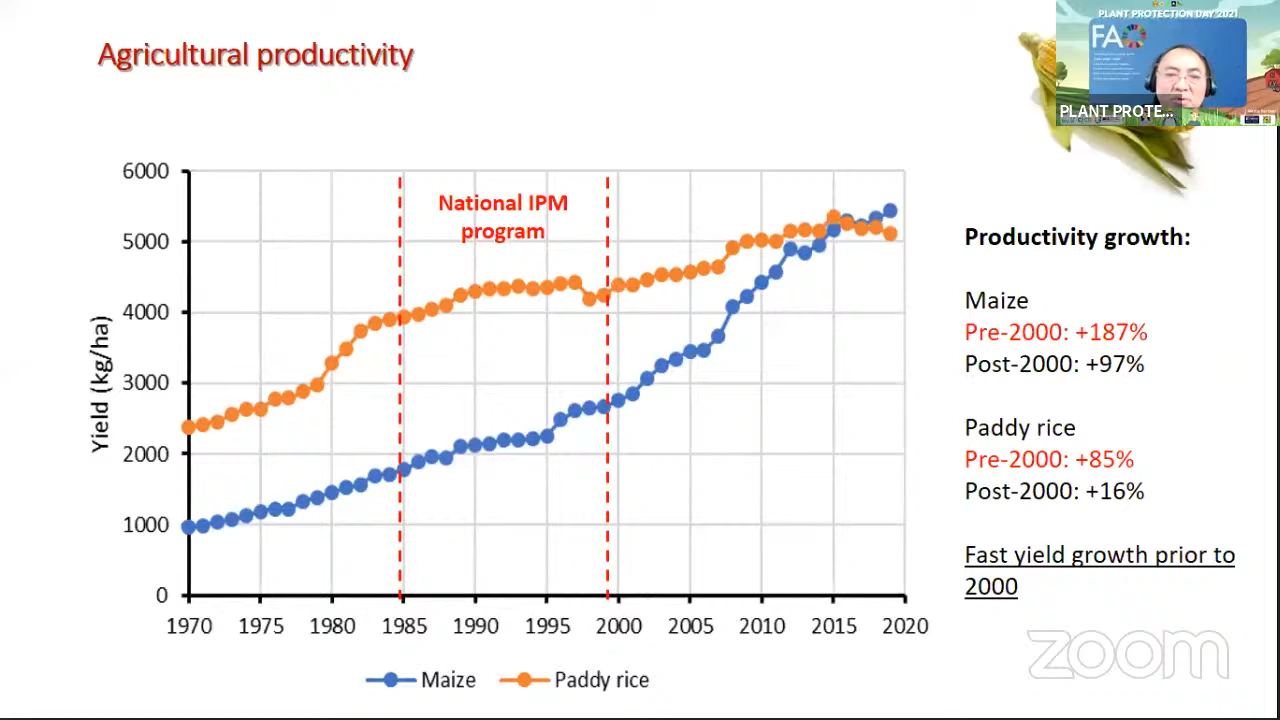 Agricultural productivity
PLANT PROTECTION DAY 2021
FAO
PLANT PROTE...
6000
5000
4000
3000
2000
1000
0
Yield (kg/ha)
National IPM
program
1970 1975 1980 1985 1990 1995 2000 2005 2010 2015 2020
Maize Paddy rice
Productivity growth:
Maize
Pre-2000: +187%
Post-2000: +97%
Paddy rice
Pre-2000: +85%
Post-2000: +16%
Fast yield growth prior to
2000
zoom